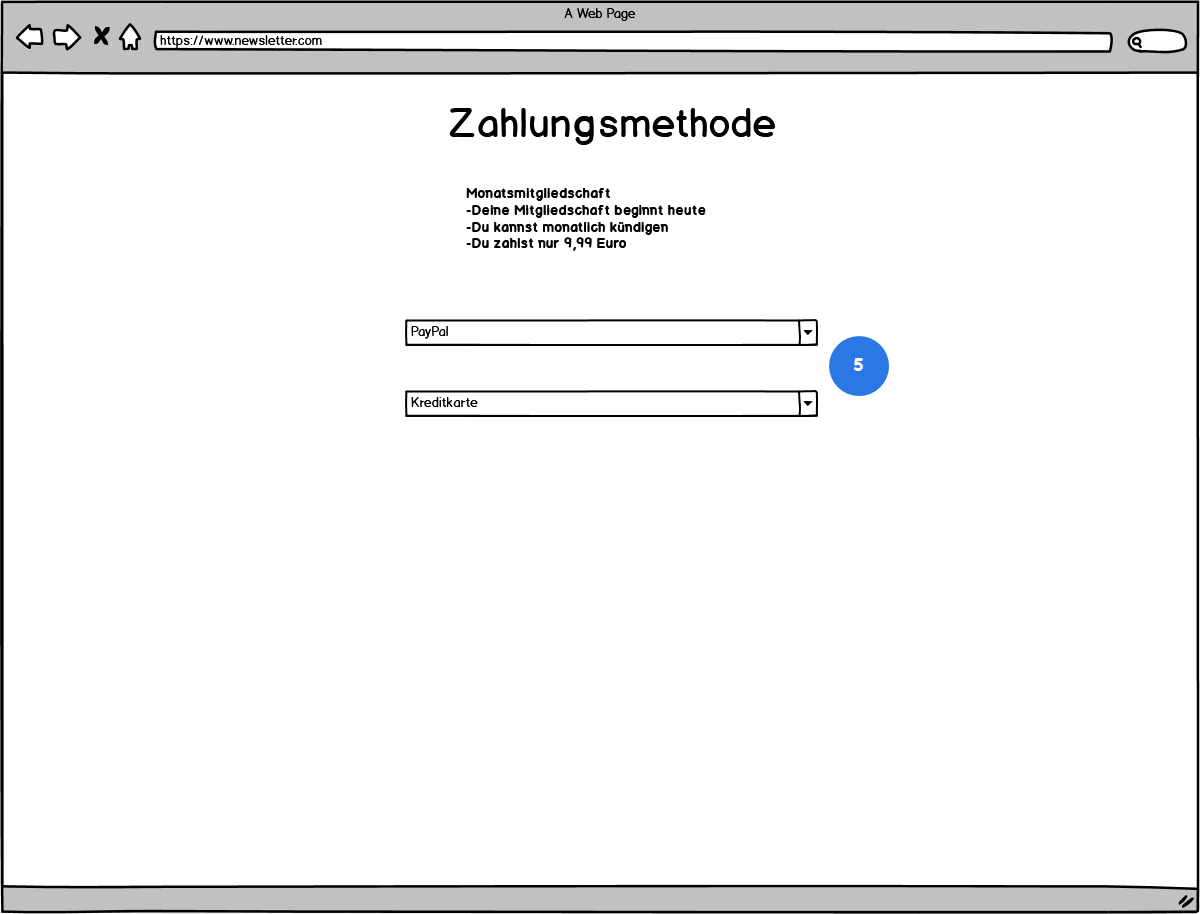 A Web Page
https://www.newsletter.com
Zahlungsmethode
Monatsmitgliedschaft
-Deine Mitgliedschaft beginnt heute
-Du kannst monatlich kündigen
-Du zahlst nur 9,99 Euro
PayPal
5
Kreditkarte